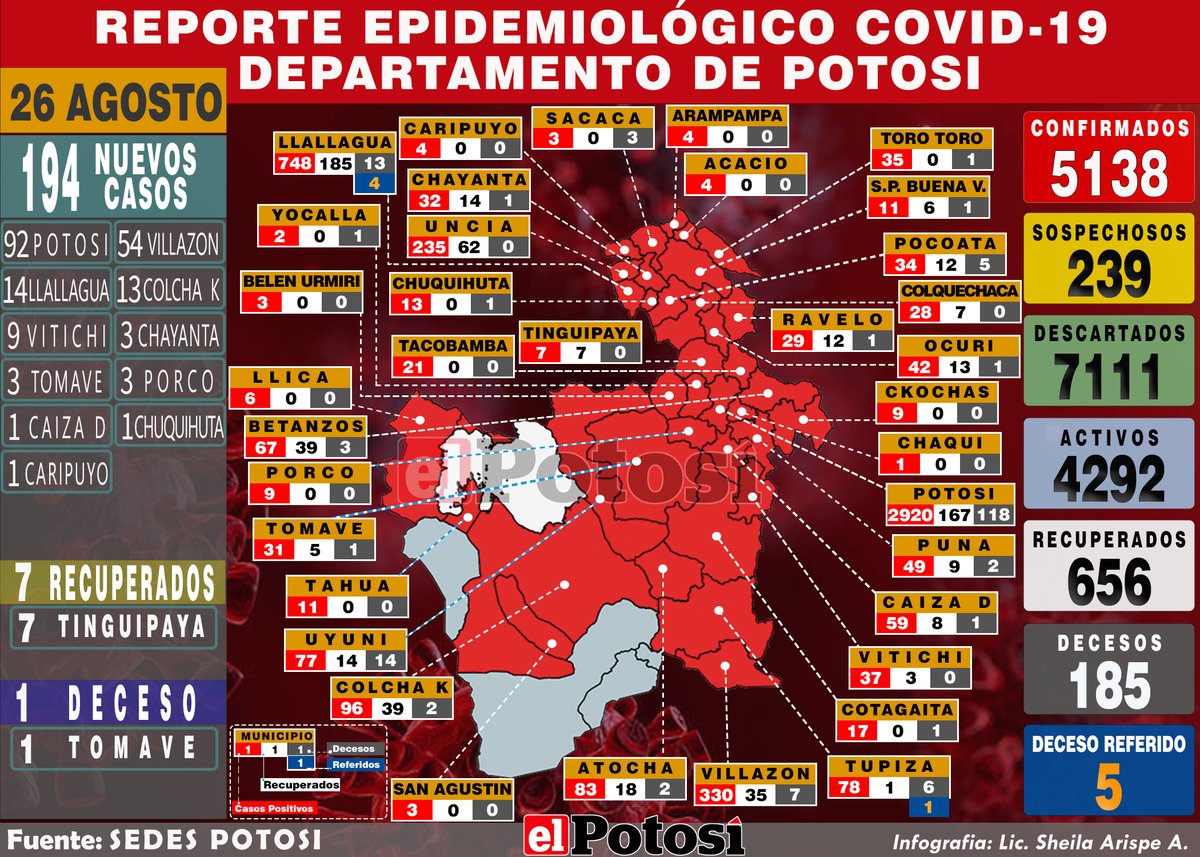 REPORTE EPIDEMIOLÓGICO COVID-19
DEPARTAMENTO DE POTOSI
26 AGOSTO
194 NUEVOS CASOS
92 POTOSI
54 VILLAZON
14 LLALLAGUA
13 COLCHA K
9 VITICHI
3 CHAYANTA
3 TOMAVE
3 PORCO
1 CAIZA D
1 CHUQUIHUTA
1 CARIPUYO
7 RECUPERADOS
7 TINGUIPAYA
1 DECESO
1 TOMAVE
LLALLAGUA
748 185 13
4
CARIPUYO
4 0 0
SACACA
3 0 3
ARAMPAMPA
4 0 0
ACACIO
4 0 0
TORO TORO
35 0 1
S.P. BUENA V.
11 6 1
CHAYANTA
32 14 1
UNCIA
235 62 0
YOCALLA
2 0 1
POCOATA
34 12 5
BELEN URMIRI
3 0 0
CHUQUIHUTA
13 0 1
COLQUECHACA
28 7 0
TINGUIPAYA
7 7 0
RAVELO
29 12 1
TACOBAMBA
21 0 0
OCURI
42 13 1
LLICA
6 0 0
CKOCHAS
9 0 0
BETANZOS
67 39 3
CHAQUI
1 0 0
PORCO
9 0 0
POTOSI
2920 167 118
TOMAVE
31 5 1
PUNA
49 9 2
TAHUA
11 0 0
CAIZA D
59 8 1
UYUNI
77 14 14
VITICHI
37 3 0
COLCHA K
96 39 2
COTAGAITA
17 0 1
SAN AGUSTIN
3 0 0
ATOCHA
83 18 2
VILLAZON
330 35 7
TUPIZA
78 1 6
1
el Potosí
MUNICIPIO
1 1 1
1
Decesos
Referidos
Recuperados
Casos Positivos
CONFIRMADOS
5138
SOSPECHOSOS
239
DESCARTADOS
7111
ACTIVOS
4292
RECUPERADOS
656
DECESOS
185
DECESO REFERIDO
5
Fuente: SEDES POTOSI
el Potosí
Infografia: Lic. Sheila Arispe A.